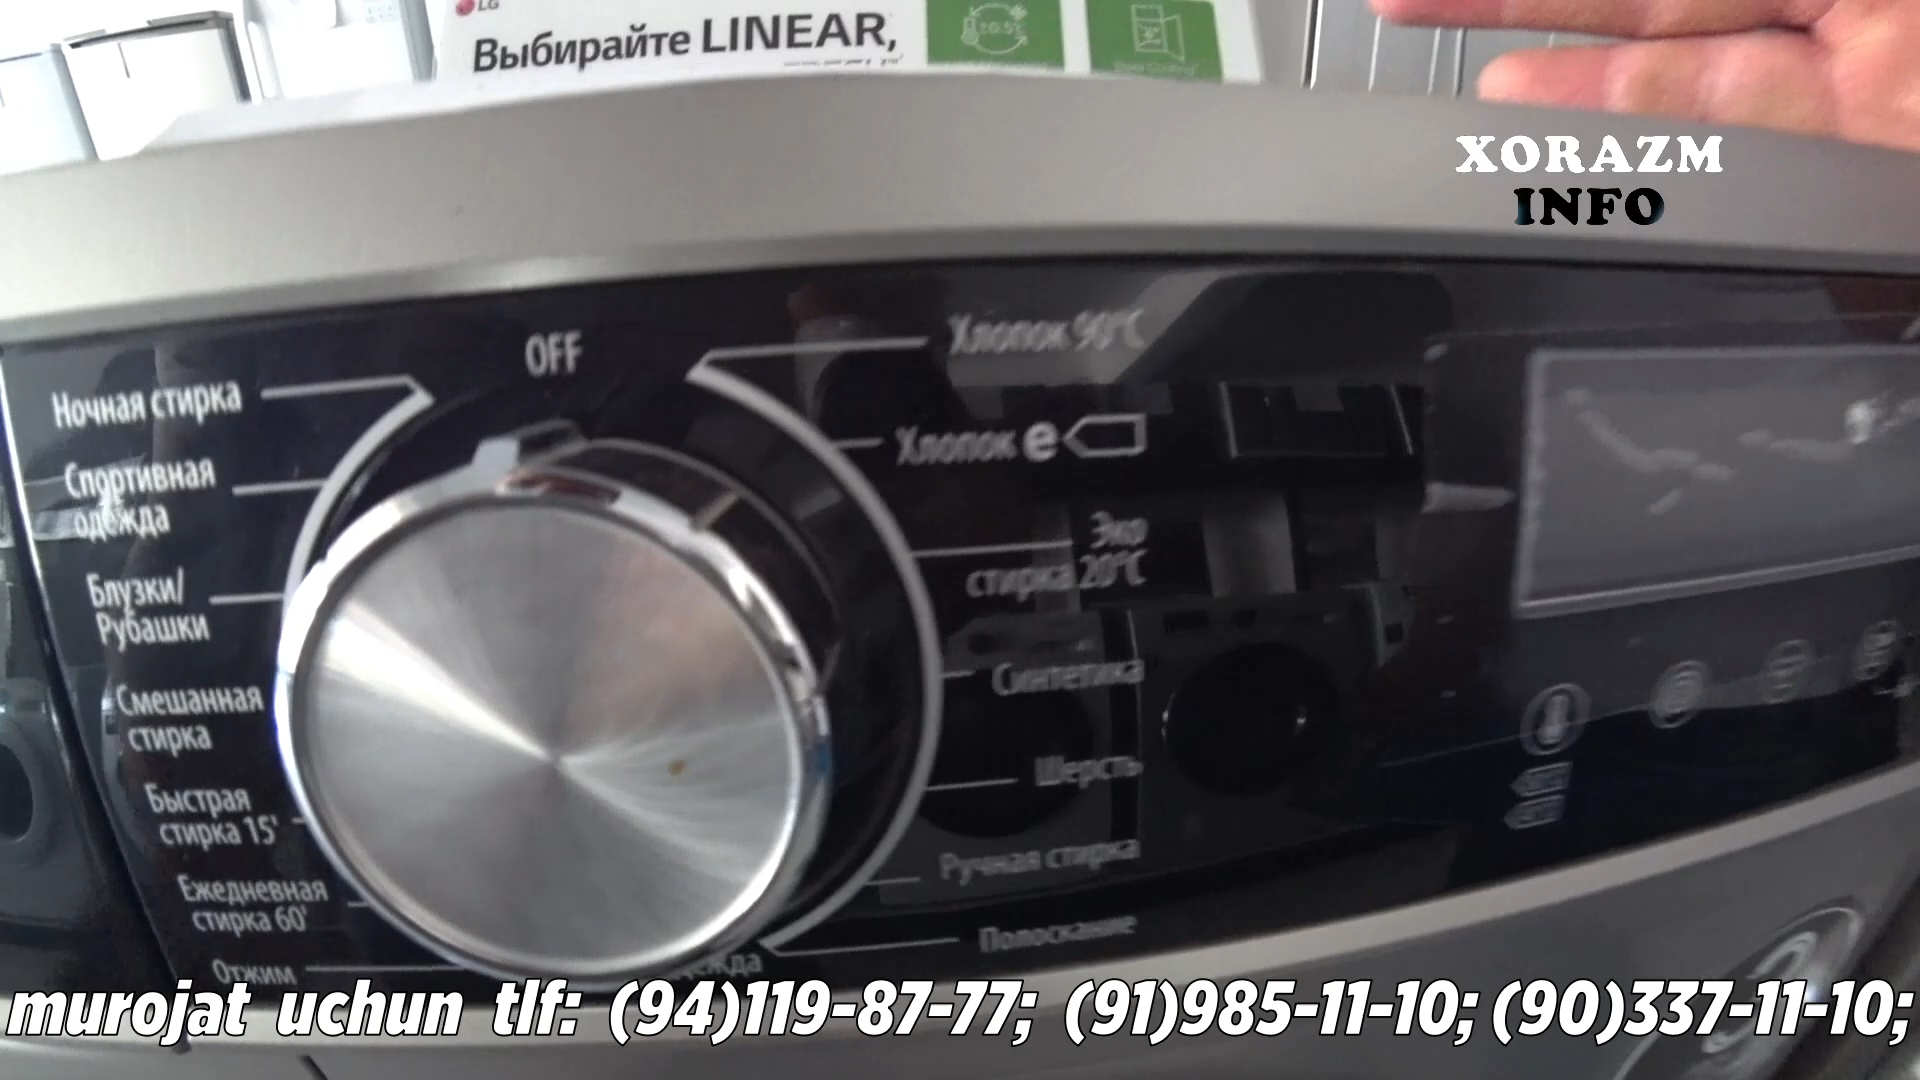 LG
Выбирайте LINEAR,
XORAZM
INFO
OFF
Хлопок 90°C
Ночная стирка
Хлопок e
Спортивная
одежда
Эко
стирка 20°C
Блузки/
Рубашки
Синтетика
Смешанная
стирка
Шерсть
Быстрая
стирка 15'
Ручная стирка
Ежедневная
стирка 60'
Полоскание
Отжим
одежда
murojat uchun tlf: (94)119-87-77; (91)985-11-10; (90)337-11-10;